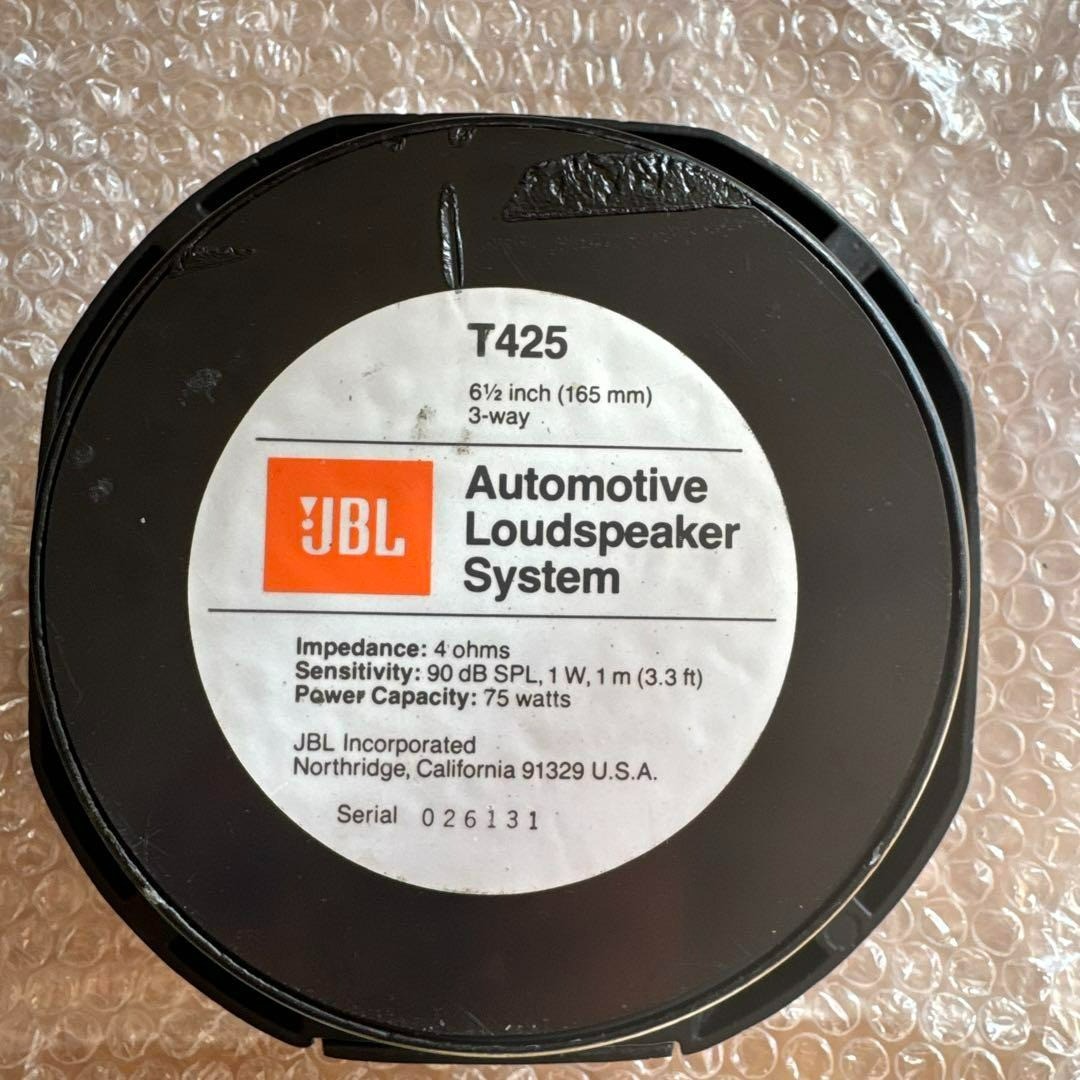 T425
6½ inch (165 mm)
3-way
JBL
Automotive
Loudspeaker
System
Impedance: 4 ohms
Sensitivity: 90 dB SPL, 1 W, 1 m (3.3 ft)
Power Capacity: 75 watts
JBL Incorporated
Northridge, California 91329 U.S.A.
Serial 026131